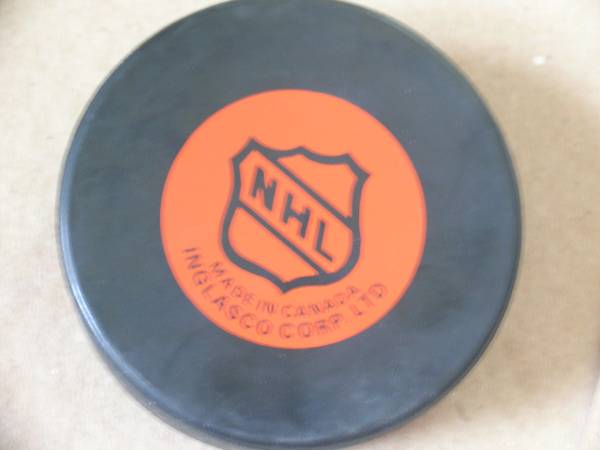 NHL
MADE IN CANADA
INGLASCO CORP. LTD